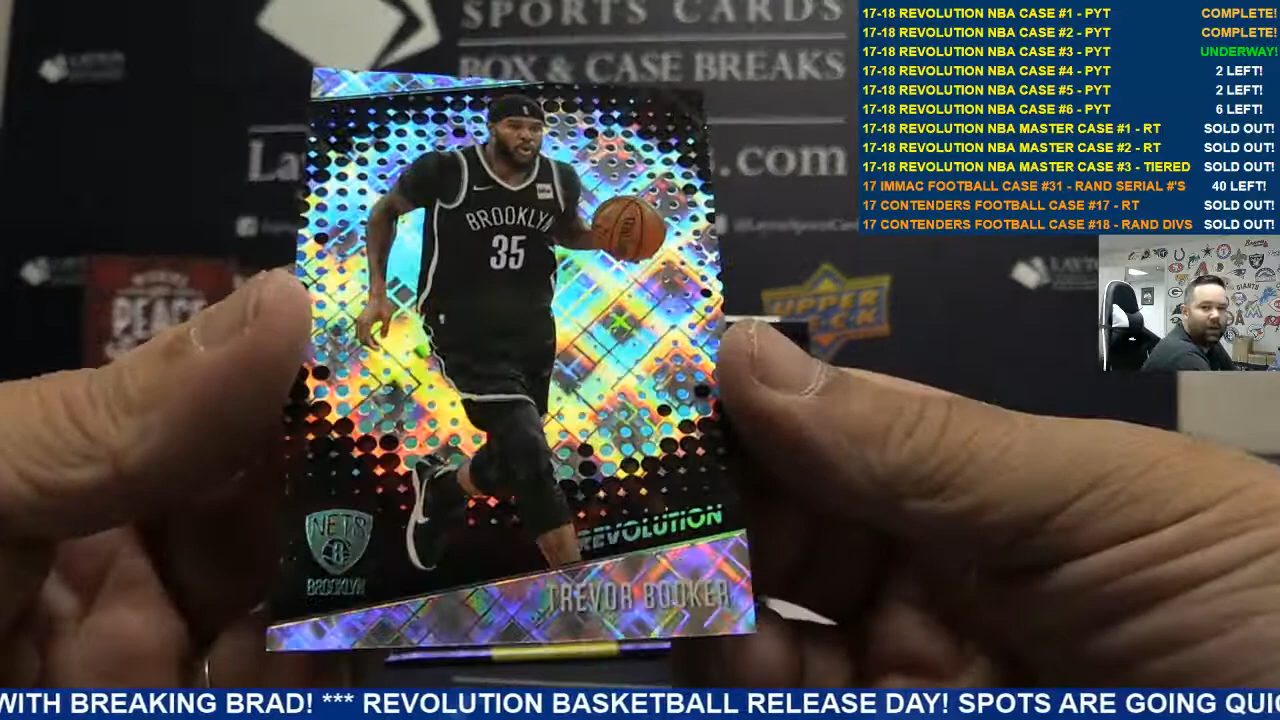 SPORTS CARDS
BOX & CASE BREAKS
.com
LAYTON
PEACE
UPPER
DECK
BROOKLYN
35
NETS
B
BROOKLYN
REVOLUTION
TREVOR BOOKER
17-18 REVOLUTION NBA CASE #1 - PYT COMPLETE!
17-18 REVOLUTION NBA CASE #2 - PYT COMPLETE!
17-18 REVOLUTION NBA CASE #3 - PYT UNDERWAY!
17-18 REVOLUTION NBA CASE #4 - PYT 2 LEFT!
17-18 REVOLUTION NBA CASE #5 - PYT 2 LEFT!
17-18 REVOLUTION NBA CASE #6 - PYT 6 LEFT!
17-18 REVOLUTION NBA MASTER CASE #1 - RT SOLD OUT!
17-18 REVOLUTION NBA MASTER CASE #2 - RT SOLD OUT!
17-18 REVOLUTION NBA MASTER CASE #3 - TIERED SOLD OUT!
17 IMMAC FOOTBALL CASE #31 - RAND SERIAL #'S 40 LEFT!
17 CONTENDERS FOOTBALL CASE #17 - RT SOLD OUT!
17 CONTENDERS FOOTBALL CASE #18 - RAND DIVS SOLD OUT!
GIANTS
WITH BREAKING BRAD! *** REVOLUTION BASKETBALL RELEASE DAY! SPOTS ARE GOING QUIC